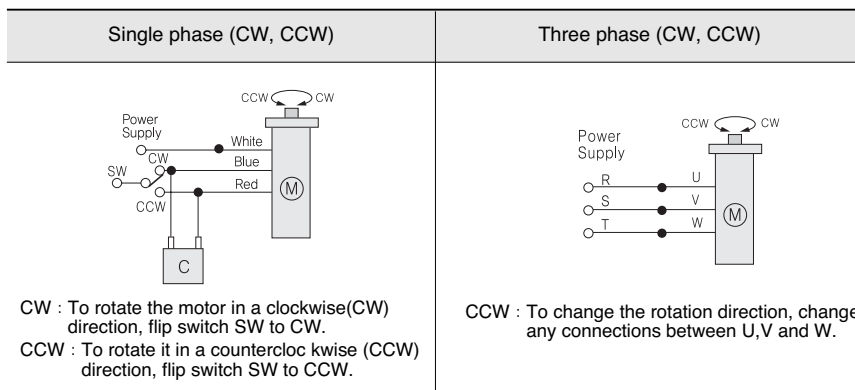 Single phase (CW, CCW)
Three phase (CW, CCW)
CCW CW
Power
Supply
White
CW
Blue
SW
Red
CCW
M
C
CW : To rotate the motor in a clockwise(CW)
direction, flip switch SW to CW.
CCW : To rotate it in a countercloc kwise (CCW)
direction, flip switch SW to CCW.
CCW CW
Power
Supply
R U
S V
T W
M
CCW : To change the rotation direction, change
any connections between U,V and W.